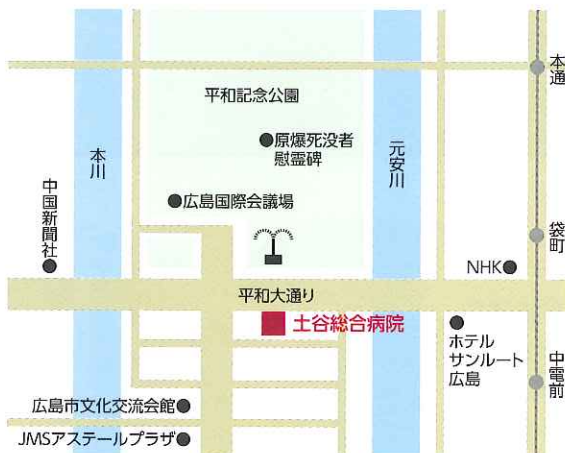 本通
平和記念公園
原爆死没者
慰霊碑
本川
元安川
中国新聞社
広島国際会議場
袋町
NHK
平和大通り
土谷総合病院
ホテル
サンルート
広島
中電前
広島市文化交流会館
JMSアステールプラザ